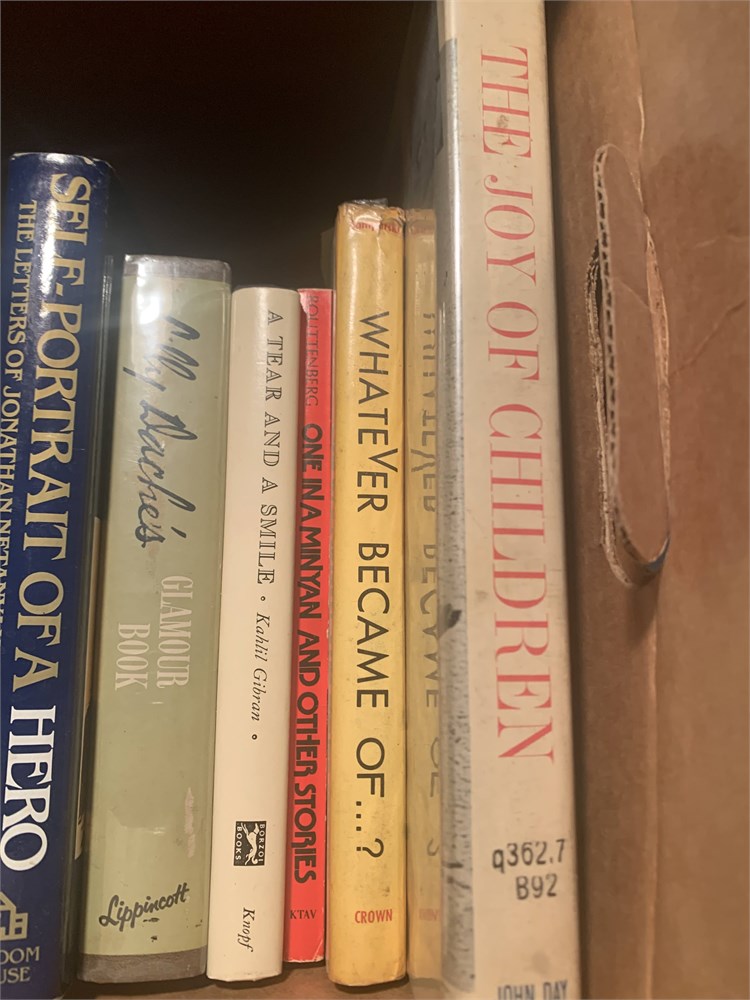 SELF-PORTRAIT OF A HERO
THE LETTERS OF JONATHAN
Lilly Daché's
GLAMOUR
BOOK
Lippincott
A TEAR AND A SMILE • Kahlil Gibran •
BORZOI
BOOKS
Knopf
ROUTTENBERG ONE IN A MINYAN AND OTHER STORIES
KTAV
WHATEVER BECAME OF...?
CROWN
THE JOY OF CHILDREN
q362.7
B92
JOHN DAY